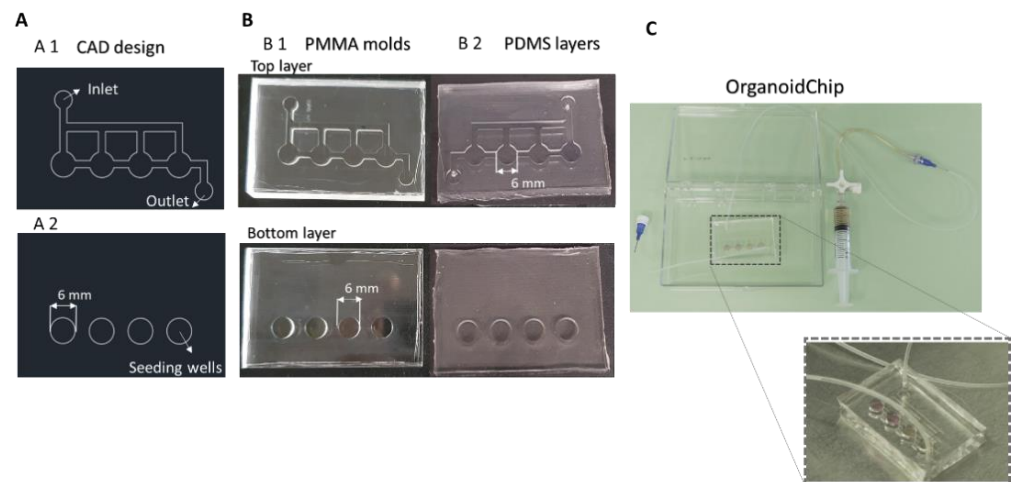 A
A 1 CAD design
Inlet
Outlet
A 2
6 mm
Seeding wells
B
B 1 PMMA molds
B 2 PDMS layers
Top layer
6 mm
Bottom layer
6 mm
C
OrganoidChip